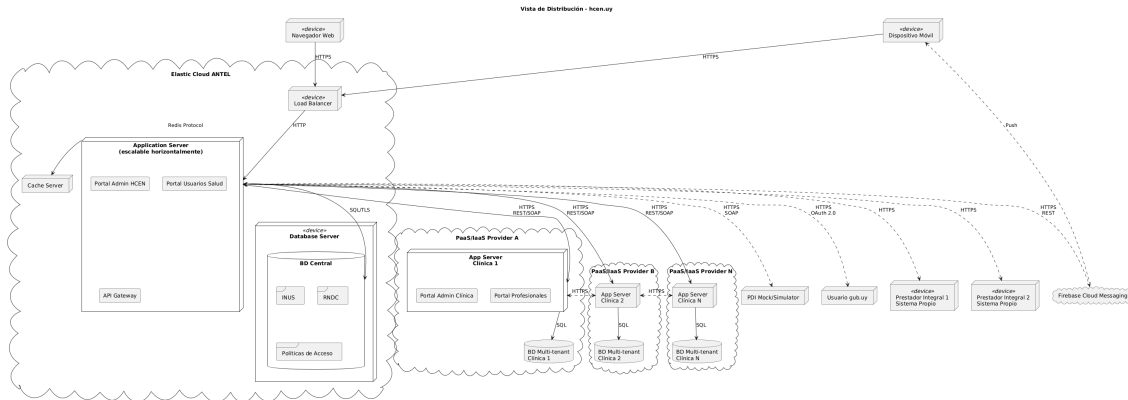 Vista de Distribución - hcen.uy
«device»
Navegador Web
«device»
Dispositivo Móvil
HTTPS
HTTPS
Elastic Cloud ANTEL
«device»
Load Balancer
Redis Protocol
HTTP
Push
Application Server
(escalable horizontalmente)
Portal Admin HCEN
Portal Usuarios Salud
API Gateway
Cache Server
SQL/TLS
HTTPS
REST/SOAP
HTTPS
REST/SOAP
HTTPS
REST/SOAP
HTTPS
SOAP
HTTPS
OAuth 2.0
HTTPS
HTTPS
HTTPS
REST
«device»
Database Server
BD Central
INUS
RNDC
Políticas de Acceso
PaaS/IaaS Provider A
App Server
Clínica 1
Portal Admin Clínica
Portal Profesionales
HTTPS
SQL
BD Multi-tenant
Clínica 1
PaaS/IaaS Provider B
App Server
Clínica 2
HTTPS
SQL
BD Multi-tenant
Clínica 2
PaaS/IaaS Provider N
App Server
Clínica N
SQL
BD Multi-tenant
Clínica N
PDI Mock/Simulator
Usuario gub.uy
«device»
Prestador Integral 1
Sistema Propio
«device»
Prestador Integral 2
Sistema Propio
Firebase Cloud Messaging